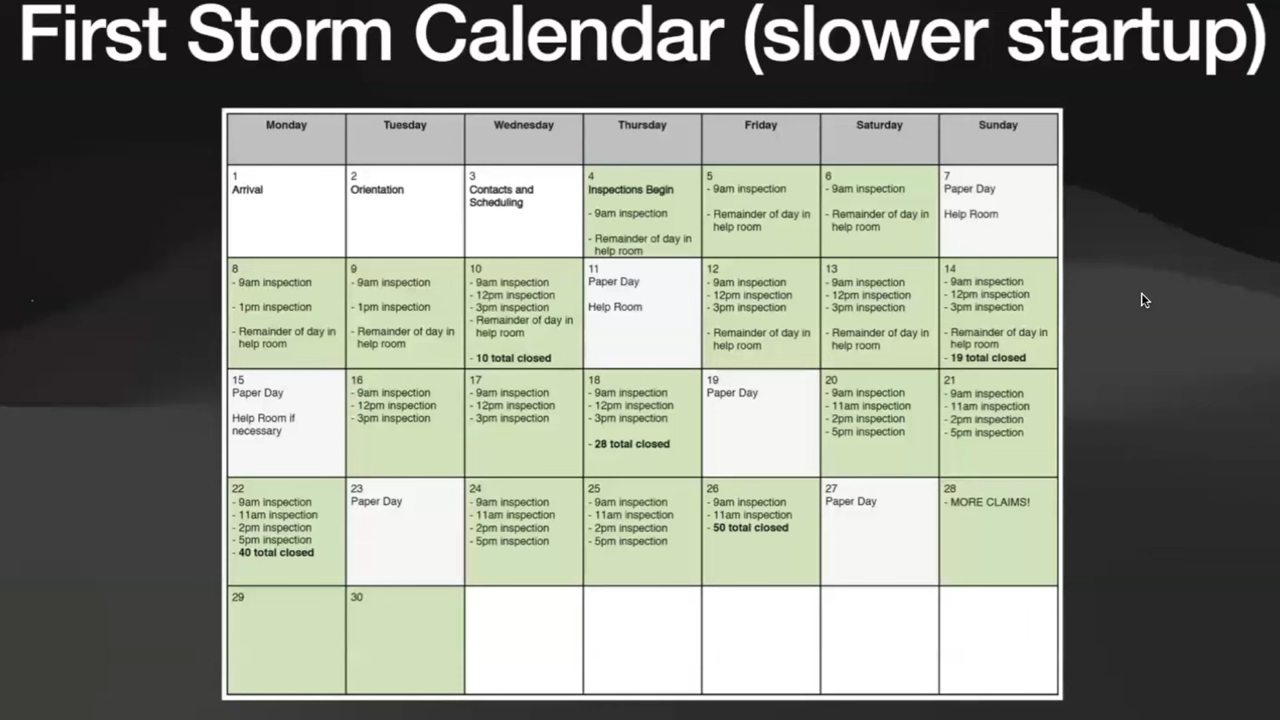 First Storm Calendar (slower startup)
Monday Tuesday Wednesday Thursday Friday Saturday Sunday
1
Arrival
2
Orientation
3
Contacts and
Scheduling
4
Inspections Begin
- 9am inspection
- Remainder of day in
help room
5
- 9am inspection
- Remainder of day in
help room
6
- 9am inspection
- Remainder of day in
help room
7
Paper Day
Help Room
8
- 9am inspection
- 1pm inspection
- Remainder of day in
help room
9
- 9am inspection
- 1pm inspection
- Remainder of day in
help room
10
- 9am inspection
- 12pm inspection
- 3pm inspection
- Remainder of day in
help room
- 10 total closed
11
Paper Day
Help Room
12
- 9am inspection
- 12pm inspection
- 3pm inspection
- Remainder of day in
help room
13
- 9am inspection
- 12pm inspection
- 3pm inspection
- Remainder of day in
help room
14
- 9am inspection
- 12pm inspection
- 3pm inspection
- Remainder of day in
help room
- 19 total closed
15
Paper Day
Help Room if
necessary
16
- 9am inspection
- 12pm inspection
- 3pm inspection
17
- 9am inspection
- 12pm inspection
- 3pm inspection
18
- 9am inspection
- 12pm inspection
- 3pm inspection
- 28 total closed
19
Paper Day
20
- 9am inspection
- 11am inspection
- 2pm inspection
- 5pm inspection
21
- 9am inspection
- 11am inspection
- 2pm inspection
- 5pm inspection
22
- 9am inspection
- 11am inspection
- 2pm inspection
- 5pm inspection
- 40 total closed
23
Paper Day
24
- 9am inspection
- 11am inspection
- 2pm inspection
- 5pm inspection
25
- 9am inspection
- 11am inspection
- 2pm inspection
- 5pm inspection
26
- 9am inspection
- 11am inspection
- 50 total closed
27
Paper Day
28
- MORE CLAIMS!
29
30